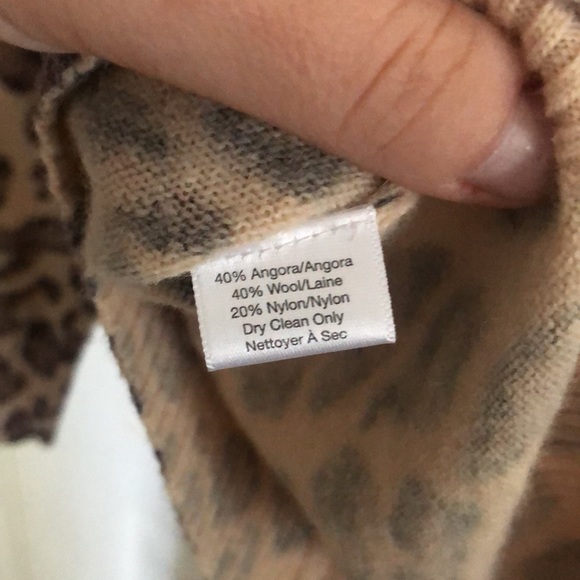 40% Angora/Angora
40% Wool/Laine
20% Nylon/Nylon
Dry Clean Only
Nettoyer À Sec